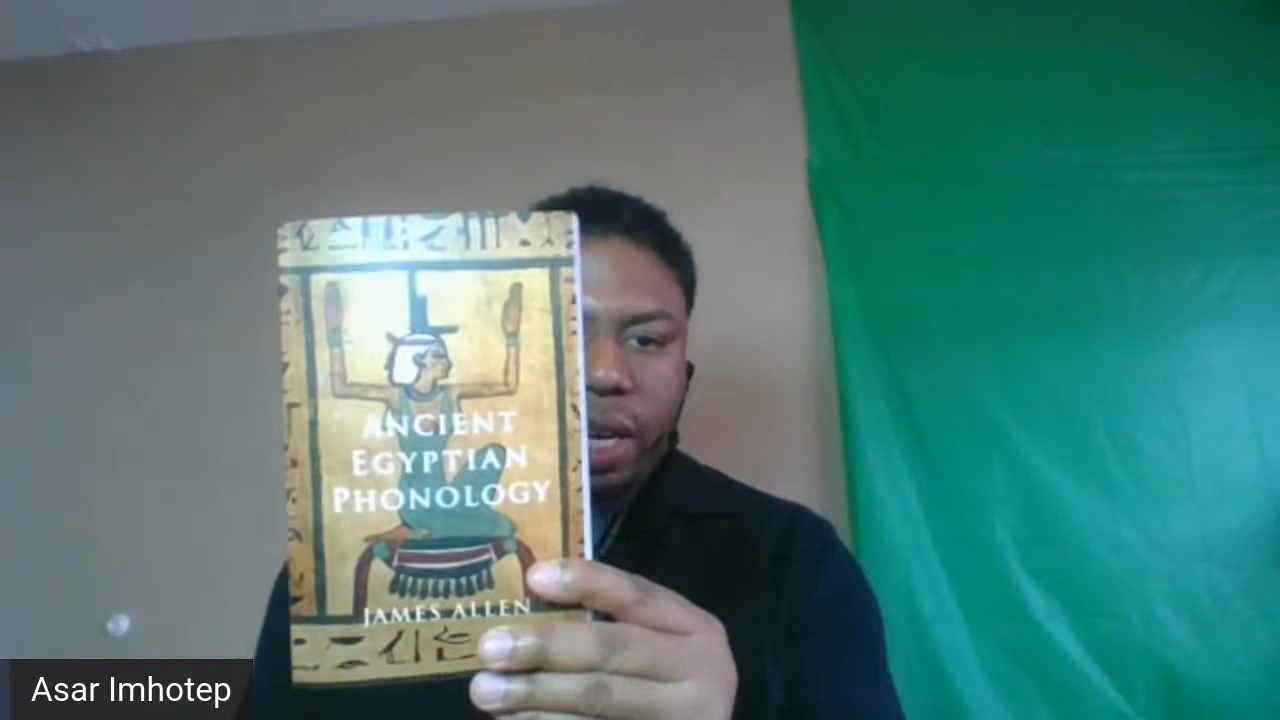 ANCIENT
EGYPTIAN
PHONOLOGY
JAMES ALLEN
Asar Imhotep